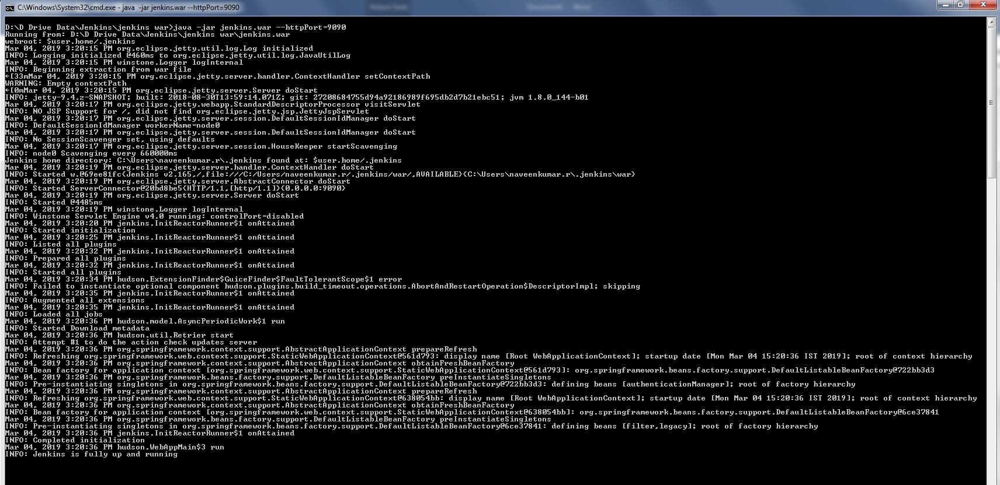 C:\Windows\System32\cmd.exe - java -jar jenkins.war --httpPort=9090
D:\D Drive Data\Jenkins\jenkins war>java -jar jenkins.war --httpPort=9090
Running from: D:\D Drive Data\Jenkins\jenkins war\jenkins.war
webroot: $user.home/.jenkins
Mar 04, 2019 3:20:15 PM org.eclipse.jetty.util.log.Log initialized
INFO: Logging initialized @460ms to org.eclipse.jetty.util.log.JavaUtilLog
Mar 04, 2019 3:20:15 PM winstone.Logger logInternal
INFO: Beginning extraction from war file
←[33mMar 04, 2019 3:20:15 PM org.eclipse.jetty.server.handler.ContextHandler setContextPath
WARNING: Empty contextPath
←[0mMar 04, 2019 3:20:15 PM org.eclipse.jetty.server.Server doStart
INFO: jetty-9.4.z-SNAPSHOT; built: 2018-08-30T13:59:14.071Z; git: 27208684755d94a92186989f695db2d7b21ebc51; jvm 1.8.0_144-b01
Mar 04, 2019 3:20:17 PM org.eclipse.jetty.webapp.StandardDescriptorProcessor visitServlet
INFO: NO JSP Support for /, did not find org.eclipse.jetty.jsp.JettyJspServlet
Mar 04, 2019 3:20:17 PM org.eclipse.jetty.server.session.DefaultSessionIdManager doStart
INFO: DefaultSessionIdManager workerName=node0
Mar 04, 2019 3:20:17 PM org.eclipse.jetty.server.session.DefaultSessionIdManager doStart
INFO: No SessionScavenger set, using defaults
Mar 04, 2019 3:20:17 PM org.eclipse.jetty.server.session.HouseKeeper startScavenging
INFO: node0 Scavenging every 660000ms
Jenkins home directory: C:\Users\naveenkumar.r\.jenkins found at: $user.home/.jenkins
Mar 04, 2019 3:20:19 PM org.eclipse.jetty.server.handler.ContextHandler doStart
INFO: Started w.@69ee81fc{Jenkins v2.165,/,file:///C:/Users/naveenkumar.r/.jenkins/war/,AVAILABLE}{C:\Users\naveenkumar.r\.jenkins\war}
Mar 04, 2019 3:20:19 PM org.eclipse.jetty.server.AbstractConnector doStart
INFO: Started ServerConnector@20bd8be5{HTTP/1.1,[http/1.1]}{0.0.0.0:9090}
Mar 04, 2019 3:20:19 PM org.eclipse.jetty.server.Server doStart
INFO: Started @4485ms
Mar 04, 2019 3:20:19 PM winstone.Logger logInternal
INFO: Winstone Servlet Engine v4.0 running: controlPort=disabled
Mar 04, 2019 3:20:20 PM jenkins.InitReactorRunner$1 onAttained
INFO: Started initialization
Mar 04, 2019 3:20:25 PM jenkins.InitReactorRunner$1 onAttained
INFO: Listed all plugins
Mar 04, 2019 3:20:32 PM jenkins.InitReactorRunner$1 onAttained
INFO: Prepared all plugins
Mar 04, 2019 3:20:32 PM jenkins.InitReactorRunner$1 onAttained
INFO: Started all plugins
Mar 04, 2019 3:20:34 PM hudson.ExtensionFinder$GuiceFinder$FaultTolerantScope$1 error
INFO: Failed to instantiate optional component hudson.plugins.build_timeout.operations.AbortAndRestartOperation$DescriptorImpl; skipping
Mar 04, 2019 3:20:35 PM jenkins.InitReactorRunner$1 onAttained
INFO: Augmented all extensions
Mar 04, 2019 3:20:35 PM jenkins.InitReactorRunner$1 onAttained
INFO: Loaded all jobs
Mar 04, 2019 3:20:36 PM hudson.model.AsyncPeriodicWork$1 run
INFO: Started Download metadata
Mar 04, 2019 3:20:36 PM hudson.util.Retrier start
INFO: Attempt #1 to do the action check updates server
Mar 04, 2019 3:20:36 PM org.springframework.context.support.AbstractApplicationContext prepareRefresh
INFO: Refreshing org.springframework.web.context.support.StaticWebApplicationContext@561d793: display name [Root WebApplicationContext]; startup date [Mon Mar 04 15:20:36 IST 2019]; root of context hierarchy
Mar 04, 2019 3:20:36 PM org.springframework.context.support.AbstractApplicationContext obtainFreshBeanFactory
INFO: Bean factory for application context [org.springframework.web.context.support.StaticWebApplicationContext@561d793]: org.springframework.beans.factory.support.DefaultListableBeanFactory@722bb3d3
Mar 04, 2019 3:20:36 PM org.springframework.beans.factory.support.DefaultListableBeanFactory preInstantiateSingletons
INFO: Pre-instantiating singletons in org.springframework.beans.factory.support.DefaultListableBeanFactory@722bb3d3: defining beans [authenticationManager]; root of factory hierarchy
Mar 04, 2019 3:20:36 PM org.springframework.context.support.AbstractApplicationContext prepareRefresh
INFO: Refreshing org.springframework.web.context.support.StaticWebApplicationContext@638054bb: display name [Root WebApplicationContext]; startup date [Mon Mar 04 15:20:36 IST 2019]; root of context hierarchy
Mar 04, 2019 3:20:36 PM org.springframework.context.support.AbstractApplicationContext obtainFreshBeanFactory
INFO: Bean factory for application context [org.springframework.web.context.support.StaticWebApplicationContext@638054bb]: org.springframework.beans.factory.support.DefaultListableBeanFactory@6ce37841
Mar 04, 2019 3:20:36 PM org.springframework.beans.factory.support.DefaultListableBeanFactory preInstantiateSingletons
INFO: Pre-instantiating singletons in org.springframework.beans.factory.support.DefaultListableBeanFactory@6ce37841: defining beans [filter,legacy]; root of factory hierarchy
Mar 04, 2019 3:20:36 PM jenkins.InitReactorRunner$1 onAttained
INFO: Completed initialization
Mar 04, 2019 3:20:36 PM hudson.WebAppMain$3 run
INFO: Jenkins is fully up and running